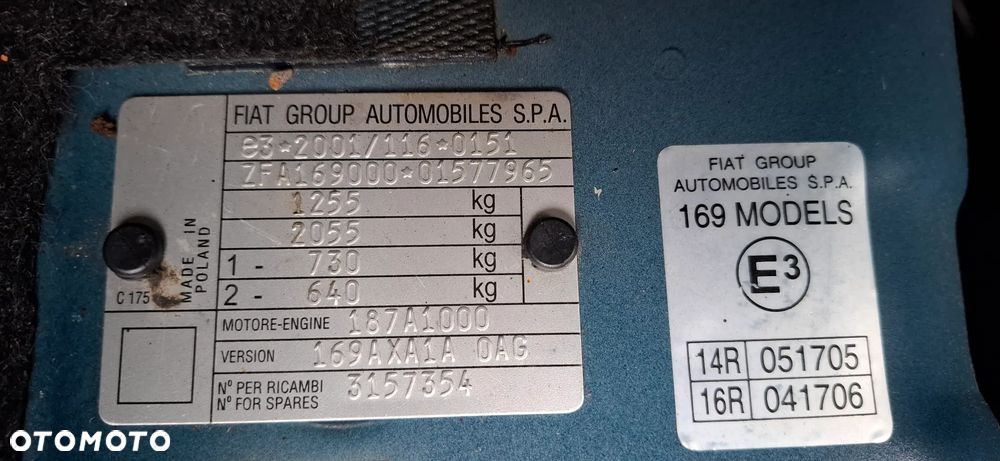 FIAT GROUP AUTOMOBILES S.P.A.
e3*2001/116*0151
ZFA169000*01577965
1255 kg
2055 kg
1 - 730 kg
2 - 640 kg
MADE IN
POLAND
C 175
MOTORE-ENGINE 187A1000
VERSION 169AXA1A 0AG
N° PER RICAMBI
N° FOR SPARES
3157354
FIAT GROUP
AUTOMOBILES S.P.A.
169 MODELS
E3
14R 051705
16R 041706
OTOMOTO